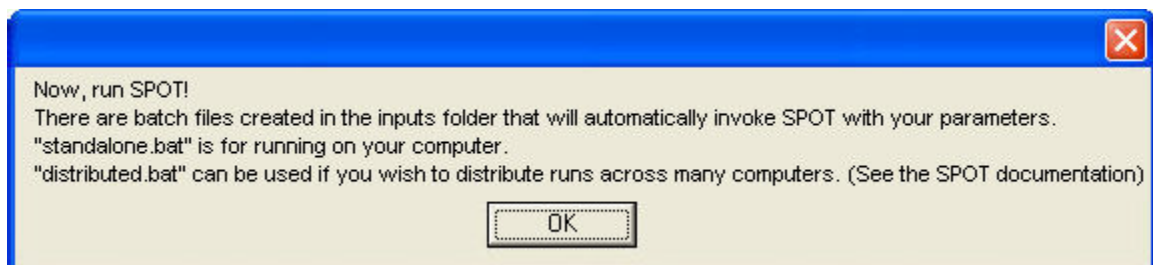 Now, run SPOT!
There are batch files created in the inputs folder that will automatically invoke SPOT with your parameters.
"standalone.bat" is for running on your computer.
"distributed.bat" can be used if you wish to distribute runs across many computers. (See the SPOT documentation)
OK